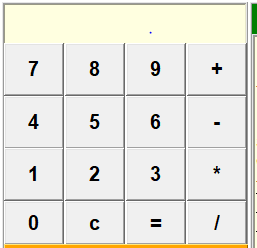 .
7 8 9 +
4 5 6 -
1 2 3 *
0 c = /